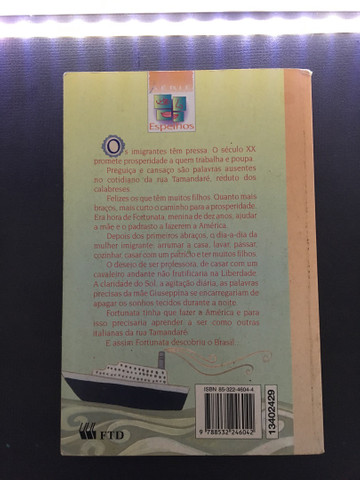 SÉRIE
Espelhos
Os imigrantes têm pressa. O século XX
promete prosperidade a quem trabalha e poupa.
Preguiça e cansaço são palavras ausentes
no cotidiano da rua Tamandaré, reduto dos
calabreses.
Felizes os que têm muitos filhos. Quanto mais
braços, mais curto o caminho para a prosperidade.
Era hora de Fortunata, menina de dez anos, ajudar
a mãe e o padrasto a fazerem a América.
Depois dos primeiros abraços, o dia-a-dia da
mulher imigrante: arrumar a casa, lavar, passar,
cozinhar, casar com um patrício e ter muitos filhos.
O desejo de ser professora, de casar com um
cavaleiro andante não frutificaria na Liberdade.
A claridade do Sol, a agitação diária, as palavras
precisas da mãe Giuseppina se encarregariam de
apagar os sonhos tecidos durante a noite.
Fortunata tinha que fazer a América e para
isso precisaria aprender a ser como outras
italianas da rua Tamandaré.
E assim Fortunata descobriu o Brasil...
FTD
ISBN 85-322-4604-4
9 788532 246042
13402429